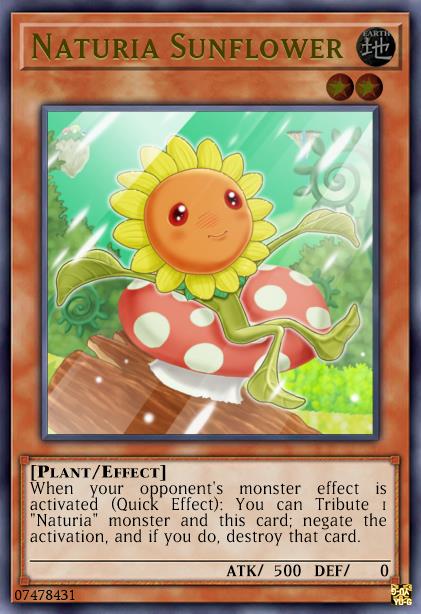 Naturia Sunflower
EARTH
地
[Plant/Effect]
When your opponent's monster effect is
activated (Quick Effect): You can Tribute 1
"Naturia" monster and this card; negate the
activation, and if you do, destroy that card.
ATK/ 500 DEF/ 0
07478431